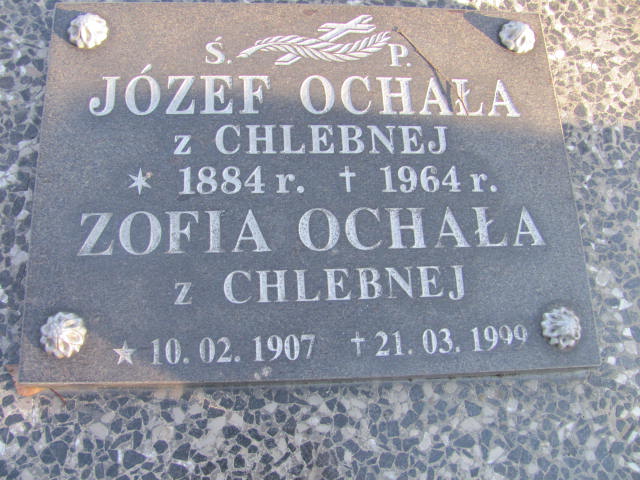 Ś. P.
JÓZEF OCHAŁA
z CHLEBNEJ
* 1884 r. † 1964 r.
ZOFIA OCHAŁA
z CHLEBNEJ
* 10. 02. 1907 † 21. 03. 1999